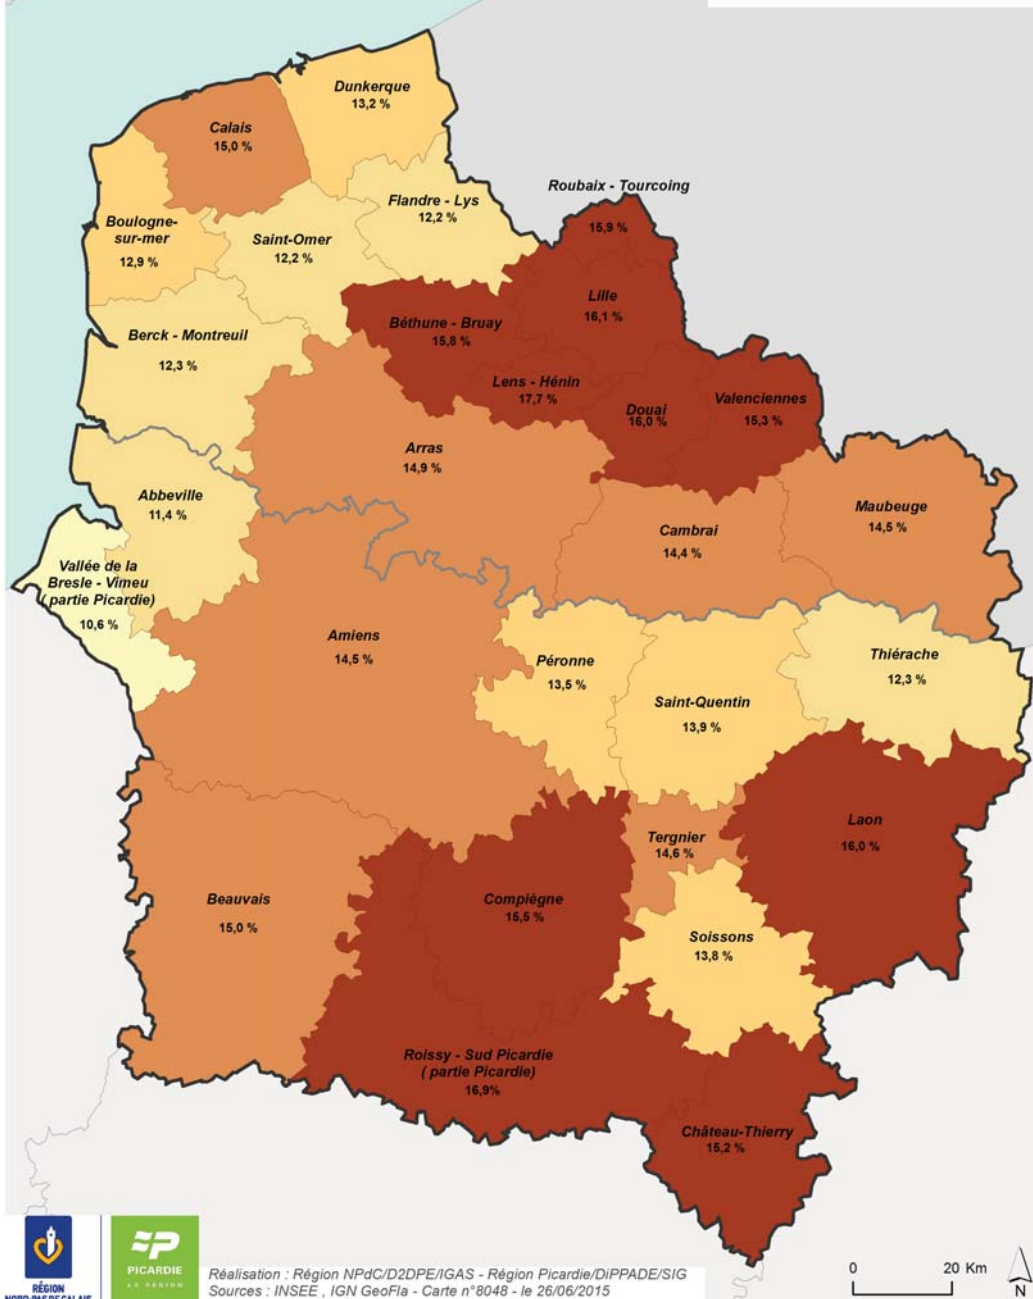 Dunkerque
13,2 %
Calais
15,0 %
Roubaix - Tourcoing
15,9 %
Flandre - Lys
12,2 %
Boulogne-
sur-mer
12,9 %
Saint-Omer
12,2 %
Lille
16,1 %
Béthune - Bruay
15,8 %
Berck - Montreuil
12,3 %
Lens - Hénin
17,7 %
Douai
16,0 %
Valenciennes
15,3 %
Arras
14,9 %
Abbeville
11,4 %
Cambrai
14,4 %
Maubeuge
14,5 %
Vallée de la
Bresle - Vimeu
( partie Picardie)
10,6 %
Amiens
14,5 %
Péronne
13,5 %
Thiérache
12,3 %
Saint-Quentin
13,9 %
Tergnier
14,6 %
Laon
16,0 %
Beauvais
15,0 %
Compiègne
15,5 %
Soissons
13,8 %
Roissy - Sud Picardie
( partie Picardie)
16,9%
Château-Thierry
15,2 %
RÉGION
NORD-PAS DE CALAIS
PICARDIE
LA RÉGION
Réalisation : Région NPdC/D2DPE/IGAS - Région Picardie/DiPPADE/SIG
Sources : INSEE , IGN GeoFla - Carte n°8048 - le 26/06/2015
0 20 Km
N